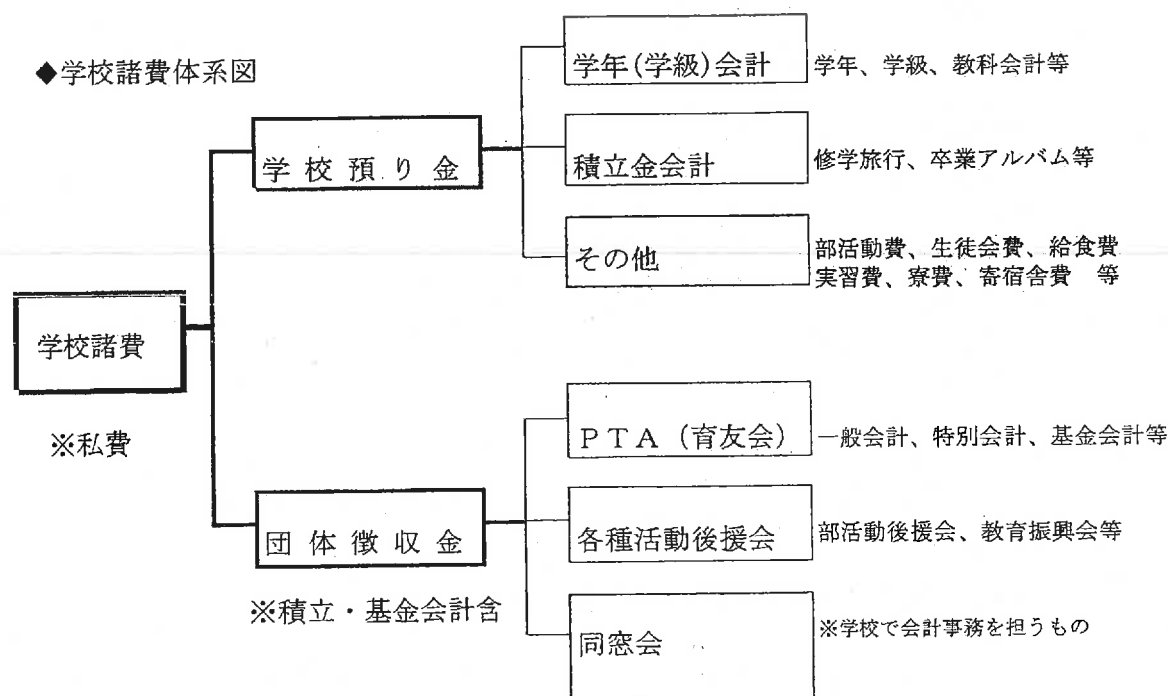 ◆学校諸費体系図
学年(学級)会計
学年、学級、教科会計等
学校預り金
積立金会計
修学旅行、卒業アルバム等
その他
部活動費、生徒会費、給食費
実習費、寮費、寄宿舎費　等
学校諸費
※私費
ＰＴＡ（育友会）
一般会計、特別会計、基金会計等
団体徴収金
各種活動後援会
部活動後援会、教育振興会等
※積立・基金会計含
同窓会
※学校で会計事務を担うもの